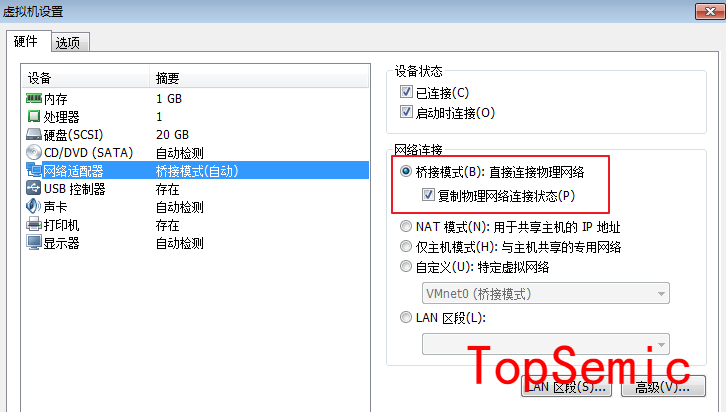 虚拟机设置
硬件 选项
设备 摘要
内存 1 GB
处理器 1
硬盘(SCSI) 20 GB
CD/DVD (SATA) 自动检测
网络适配器 桥接模式(自动)
USB 控制器 存在
声卡 自动检测
打印机 存在
显示器 自动检测
设备状态
已连接(C)
启动时连接(O)
网络连接
桥接模式(B): 直接连接物理网络
复制物理网络连接状态(P)
NAT 模式(N): 用于共享主机的 IP 地址
仅主机模式(H): 与主机共享的专用网络
自定义(U): 特定虚拟网络
VMnet0 (桥接模式)
LAN 区段(L):
TopSemic
LAN 区段(S)... 高级(V)...